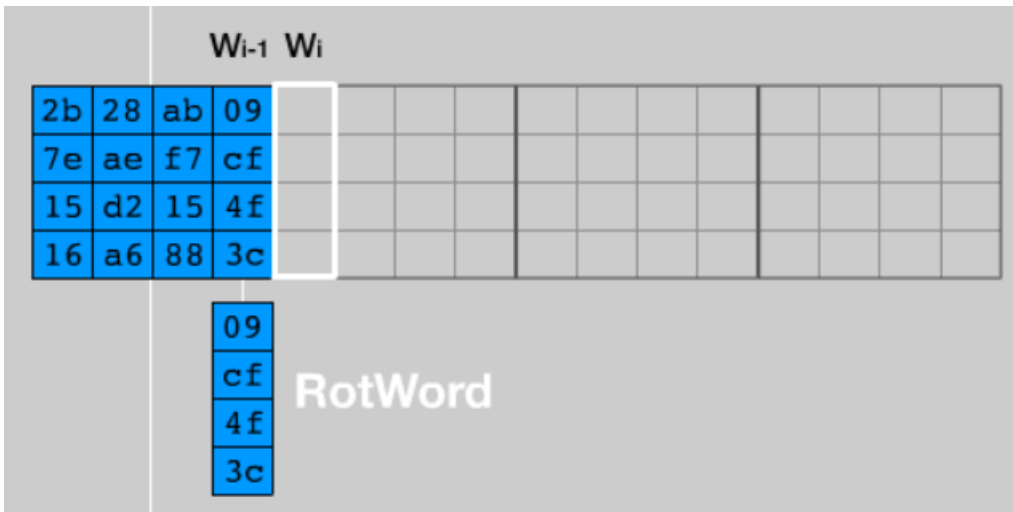 Wi-1 Wi
2b 28 ab 09
7e ae f7 cf
15 d2 15 4f
16 a6 88 3c
09
cf
4f
3c
RotWord